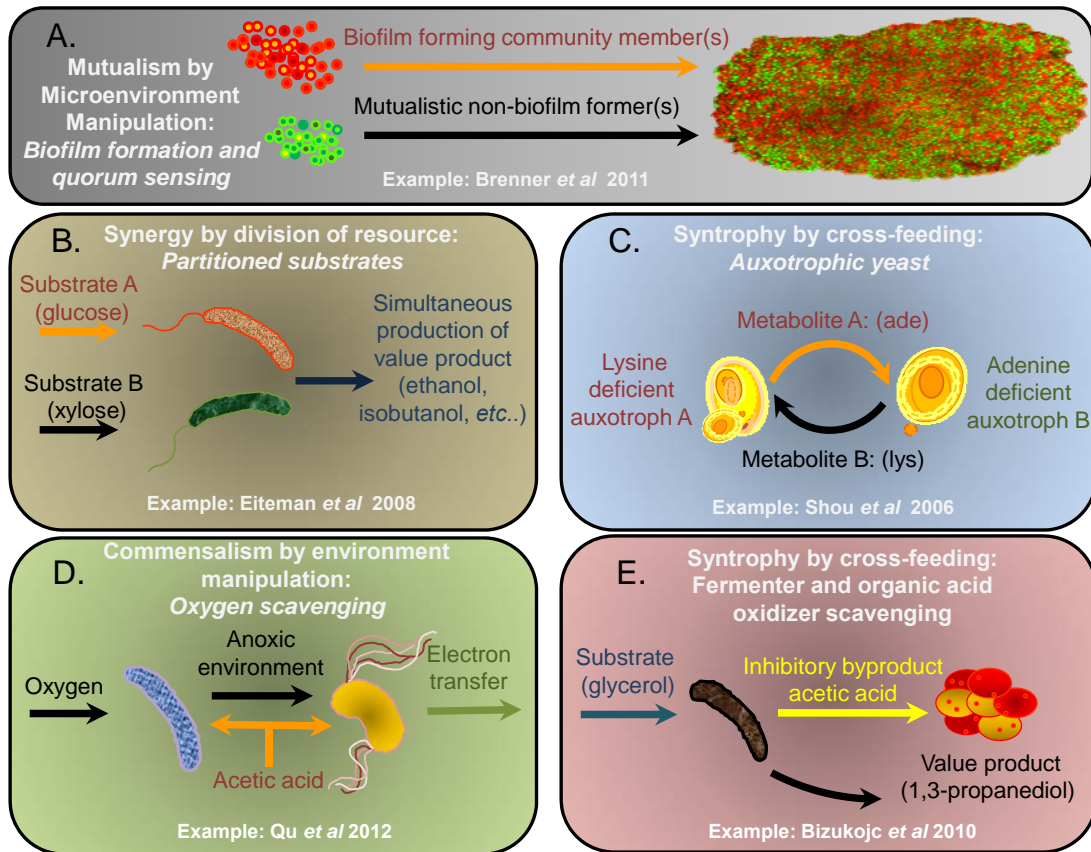 A.
Mutualism by
Microenvironment
Manipulation:
Biofilm formation and
quorum sensing
Biofilm forming community member(s)
Mutualistic non-biofilm former(s)
Example: Brenner et al 2011
B.
Synergy by division of resource:
Partitioned substrates
Substrate A
(glucose)
Substrate B
(xylose)
Simultaneous
production of
value product
(ethanol,
isobutanol, etc..)
Example: Eiteman et al 2008
C.
Syntrophy by cross-feeding:
Auxotrophic yeast
Metabolite A: (ade)
Lysine
deficient
auxotroph A
Adenine
deficient
auxotroph B
Metabolite B: (lys)
Example: Shou et al 2006
D.
Commensalism by environment
manipulation:
Oxygen scavenging
Oxygen
Anoxic
environment
Electron
transfer
Acetic acid
Example: Qu et al 2012
E.
Syntrophy by cross-feeding:
Fermenter and organic acid
oxidizer scavenging
Substrate
(glycerol)
Inhibitory byproduct
acetic acid
Value product
(1,3-propanediol)
Example: Bizukojc et al 2010